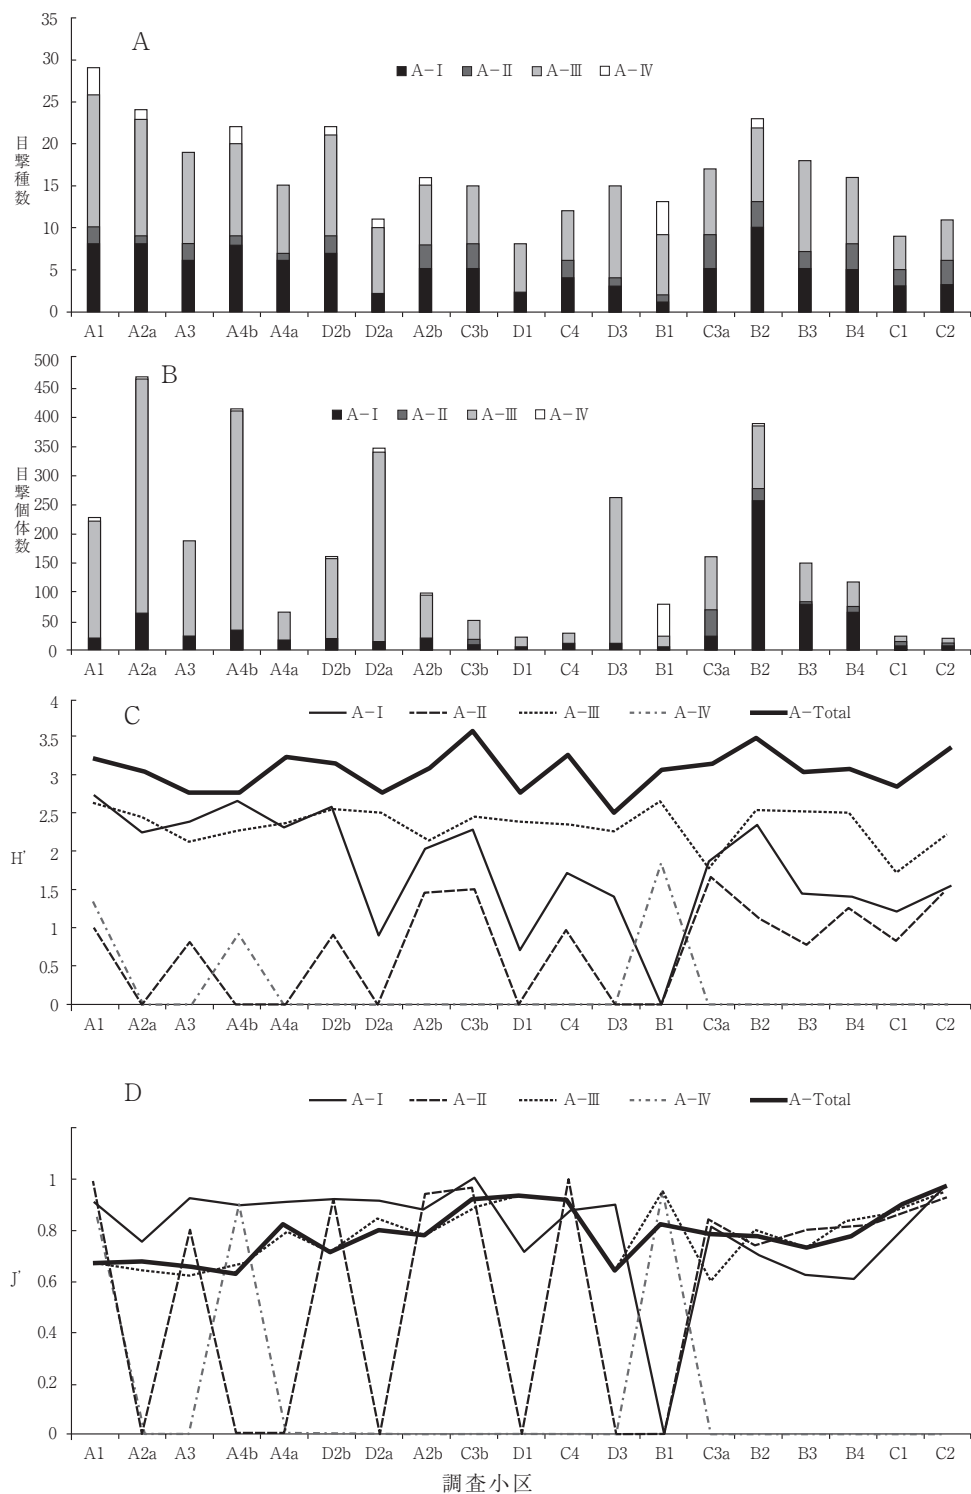 A
A-Ⅰ A-Ⅱ A-Ⅲ A-Ⅳ
目撃種数
35
30
25
20
15
10
5
0
A1 A2a A3 A4b A4a D2b D2a A2b C3b D1 C4 D3 B1 C3a B2 B3 B4 C1 C2
B
A-Ⅰ A-Ⅱ A-Ⅲ A-Ⅳ
目撃個体数
500
450
400
350
300
250
200
150
100
50
0
A1 A2a A3 A4b A4a D2b D2a A2b C3b D1 C4 D3 B1 C3a B2 B3 B4 C1 C2
C
A-Ⅰ A-Ⅱ A-Ⅲ A-Ⅳ A-Total
H'
4
3.5
3
2.5
2
1.5
1
0.5
0
A1 A2a A3 A4b A4a D2b D2a A2b C3b D1 C4 D3 B1 C3a B2 B3 B4 C1 C2
D
A-Ⅰ A-Ⅱ A-Ⅲ A-Ⅳ A-Total
J'
1
0.8
0.6
0.4
0.2
0
A1 A2a A3 A4b A4a D2b D2a A2b C3b D1 C4 D3 B1 C3a B2 B3 B4 C1 C2
調査小区